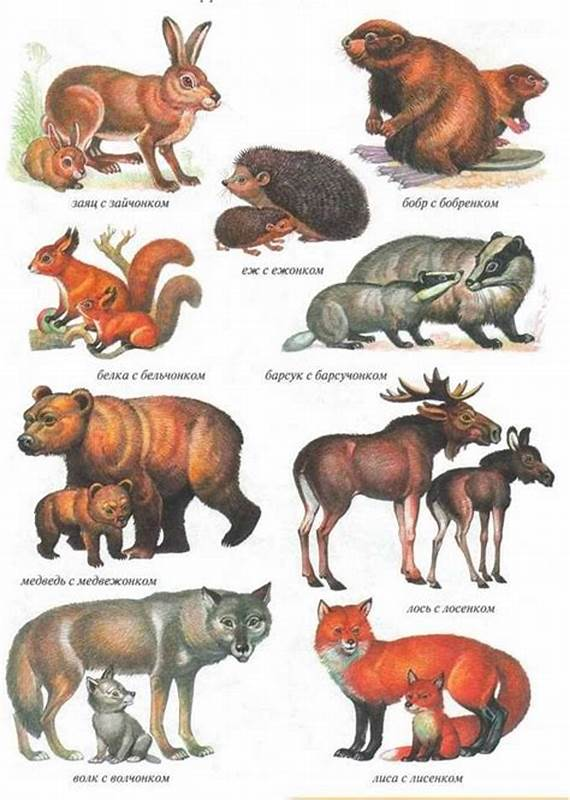 заяц с зайчонком
бобр с бобренком
еж с ежонком
белка с бельчонком
барсук с барсучонком
медведь с медвежонком
лось с лосенком
волк с волчонком
лиса с лисенком